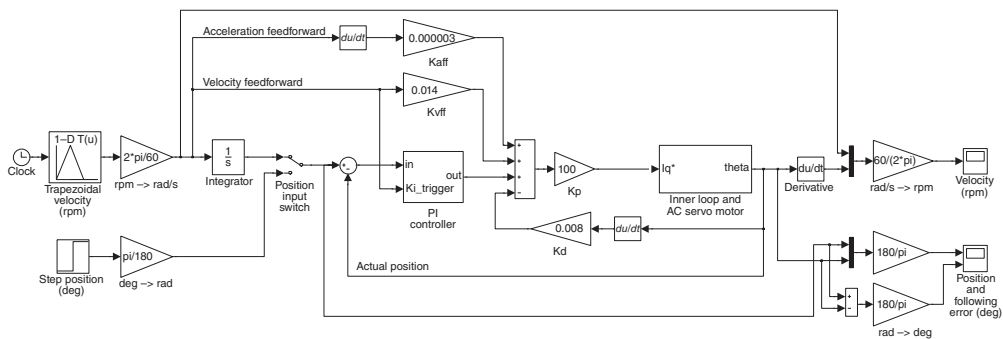 Acceleration feedforward
du/dt
0.000003
Kaff
Velocity feedforward
0.014
Kvff
1–D T(u)
Clock
Trapezoidal
velocity
(rpm)
2*pi/60
rpm –> rad/s
1
s
Integrator
Position
input
switch
+
–
in
out
Ki_trigger
PI
controller
+
+
+
–
100
Kp
Iq*
theta
Inner loop and
AC servo motor
du/dt
Derivative
60/(2*pi)
rad/s –> rpm
Velocity
(rpm)
0.008
Kd
du/dt
Step position
(deg)
pi/180
deg –> rad
Actual position
180/pi
+
–
180/pi
rad –> deg
Position
and
following
error (deg)